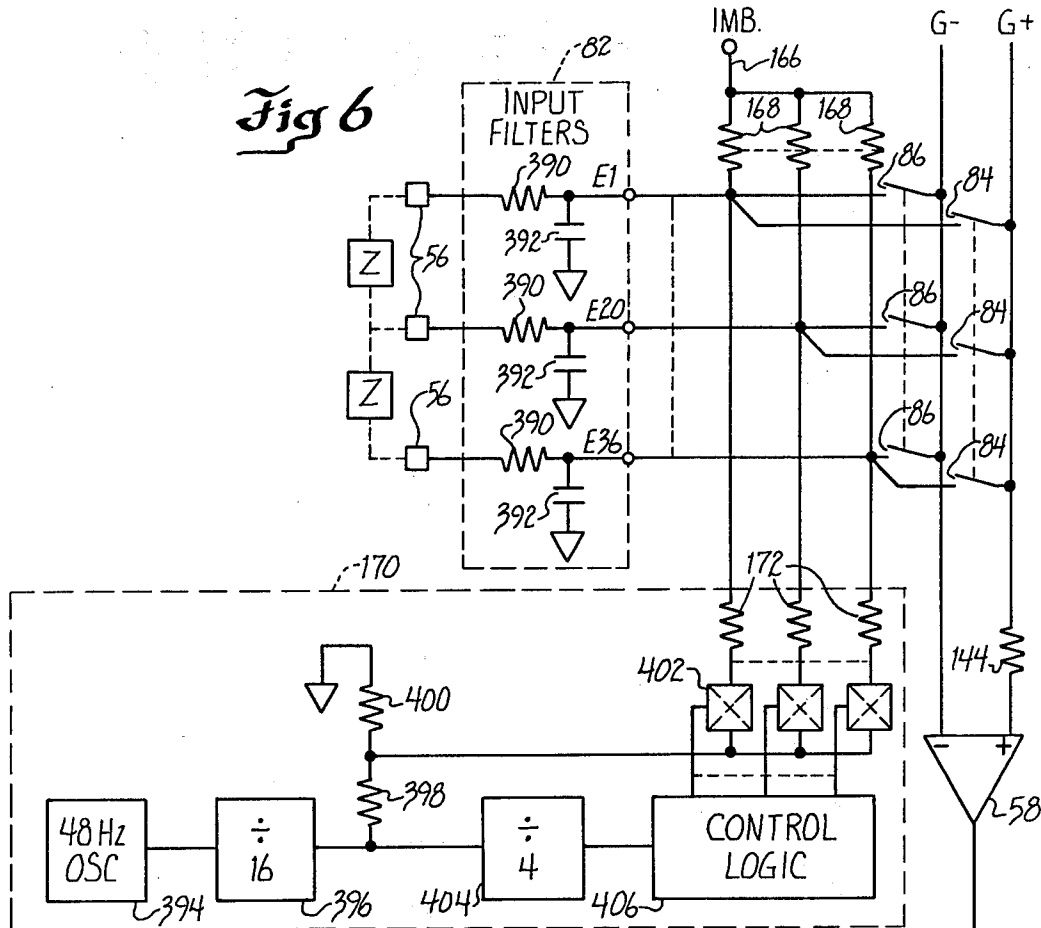 Fig 6
IMB.
G-
G+
166
82
INPUT
FILTERS
168
168
390
E1
86
84
392
Z
56
390
E20
86
84
392
Z
56
390
E36
86
84
392
170
172
144
402
400
398
- +
58
48 Hz
OSC
÷
16
÷
4
CONTROL
LOGIC
394
396
404
406